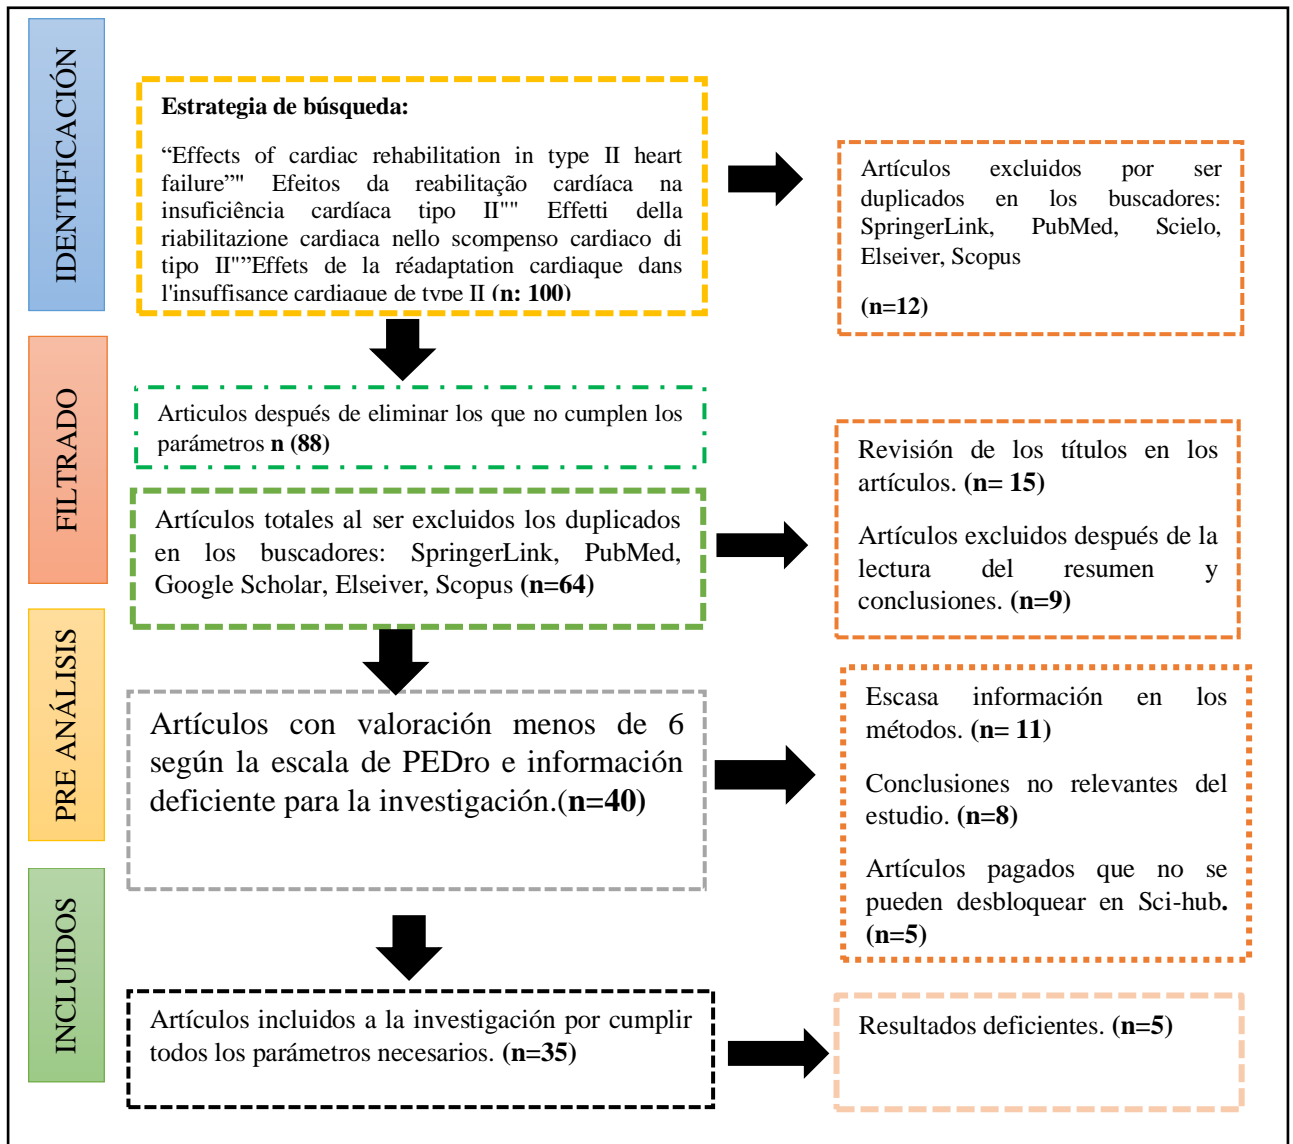 IDENTIFICACIÓN
Estrategia de búsqueda:
“Effects of cardiac rehabilitation in type II heart
failure”" Efeitos da reabilitação cardíaca na
insuficiência cardíaca tipo II"" Effetti della
riabilitazione cardiaca nello scompenso cardiaco di
tipo II"”Effets de la réadaptation cardiaque dans
l'insuffisance cardiaque de type II (n: 100)
Artículos excluidos por ser
duplicados en los buscadores:
SpringerLink, PubMed, Scielo,
Elseiver, Scopus
(n=12)
FILTRADO
Articulos después de eliminar los que no cumplen los
parámetros n (88)
Artículos totales al ser excluidos los duplicados
en los buscadores: SpringerLink, PubMed,
Google Scholar, Elseiver, Scopus (n=64)
Revisión de los títulos en los
artículos. (n= 15)
Artículos excluidos después de la
lectura del resumen y
conclusiones. (n=9)
PRE ANÁLISIS
Artículos con valoración menos de 6
según la escala de PEDro e información
deficiente para la investigación.(n=40)
Escasa información en los
métodos. (n= 11)
Conclusiones no relevantes del
estudio. (n=8)
Artículos pagados que no se
pueden desbloquear en Sci-hub.
(n=5)
INCLUIDOS
Artículos incluidos a la investigación por cumplir
todos los parámetros necesarios. (n=35)
Resultados deficientes. (n=5)